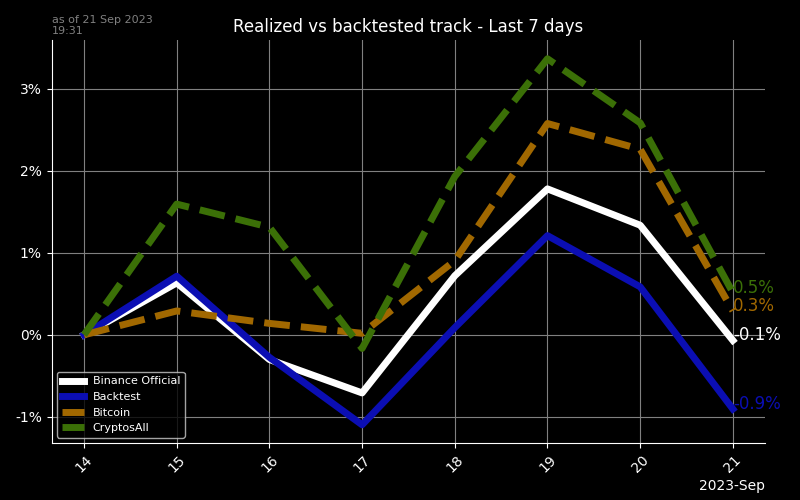 as of 21 Sep 2023
19:31
Realized vs backtested track - Last 7 days
3%
2%
1%
0%
-1%
0.5%
0.3%
-0.1%
-0.9%
Binance Official
Backtest
Bitcoin
CryptosAll
14
15
16
17
18
19
20
21
2023-Sep